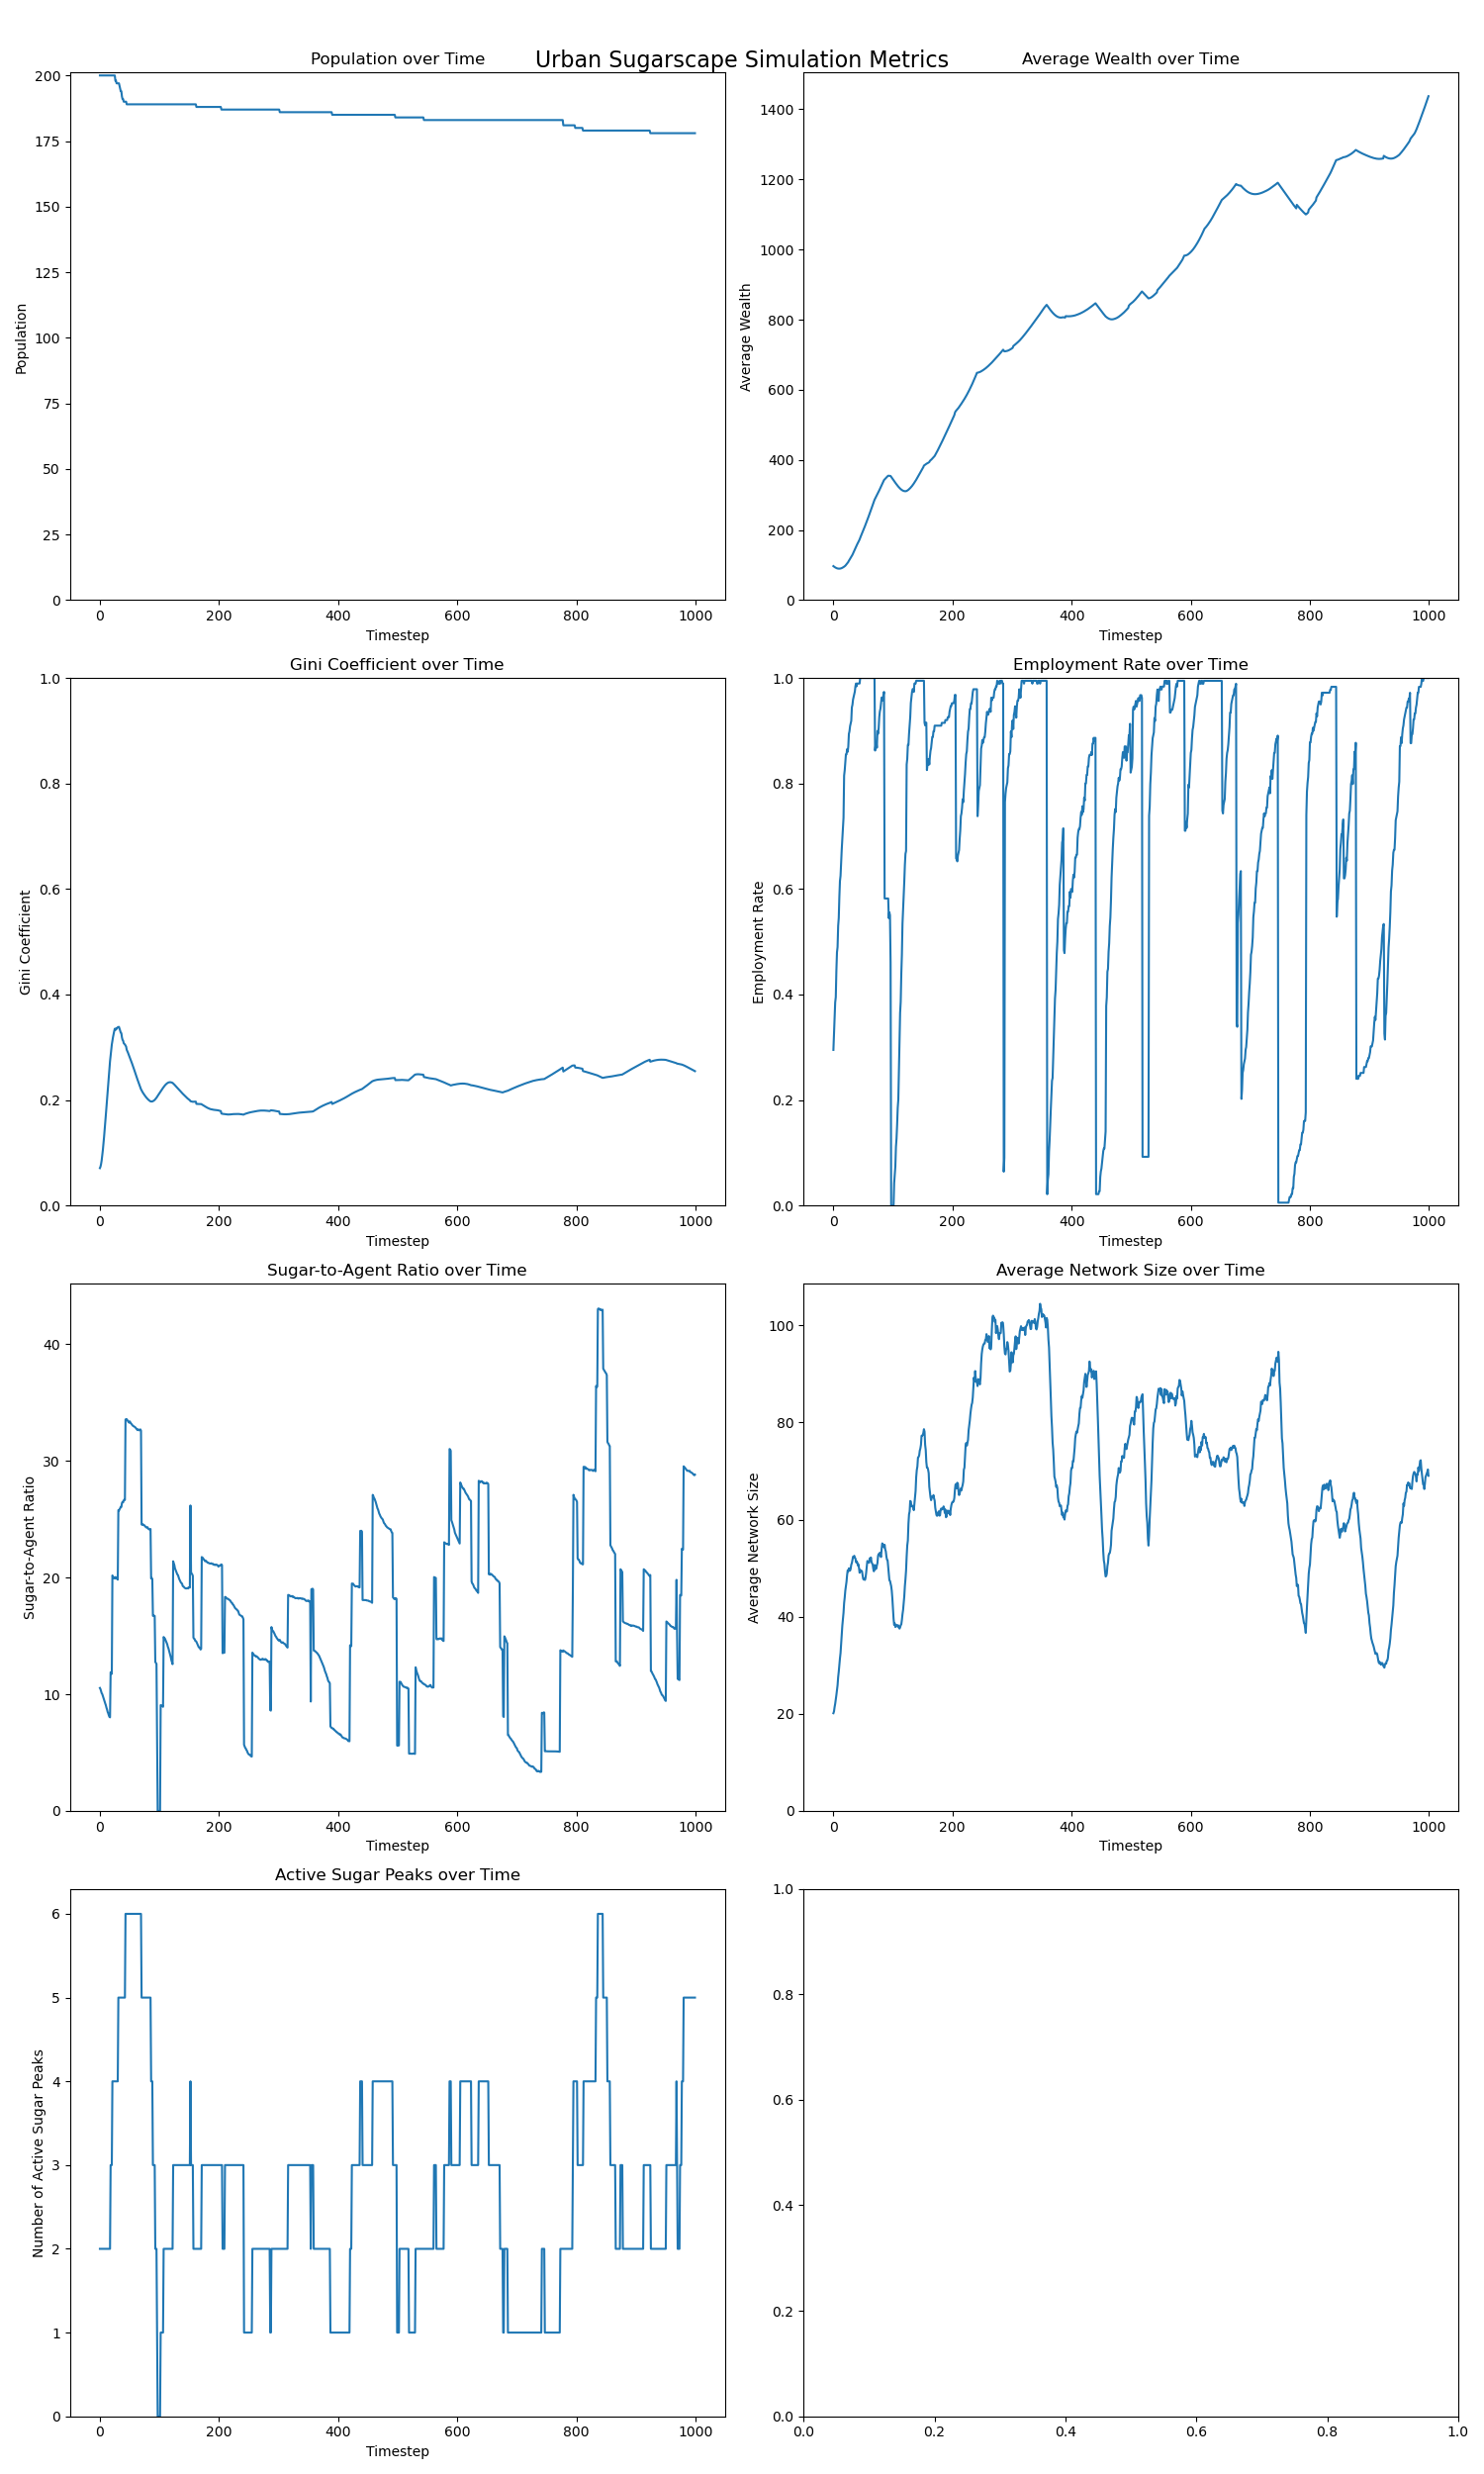 Urban Sugarscape Simulation Metrics
Population over Time
200
175
150
125
100
75
50
25
0
Population
0 200 400 600 800 1000
Timestep
Average Wealth over Time
1400
1200
1000
800
600
400
200
0
Average Wealth
0 200 400 600 800 1000
Timestep
Gini Coefficient over Time
1.0
0.8
0.6
0.4
0.2
0.0
Gini Coefficient
0 200 400 600 800 1000
Timestep
Employment Rate over Time
1.0
0.8
0.6
0.4
0.2
0.0
Employment Rate
0 200 400 600 800 1000
Timestep
Sugar-to-Agent Ratio over Time
40
30
20
10
0
Sugar-to-Agent Ratio
0 200 400 600 800 1000
Timestep
Average Network Size over Time
100
80
60
40
20
0
Average Network Size
0 200 400 600 800 1000
Timestep
Active Sugar Peaks over Time
6
5
4
3
2
1
0
Number of Active Sugar Peaks
0 200 400 600 800 1000
Timestep
1.0
0.8
0.6
0.4
0.2
0.0
0.0 0.2 0.4 0.6 0.8 1.0